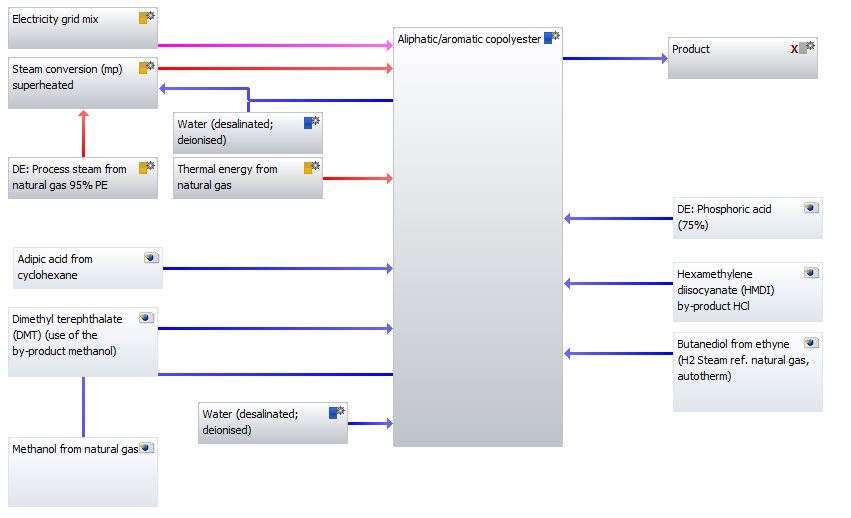 Electricity grid mix
Steam conversion (mp)
superheated
Water (desalinated;
deionised)
DE: Process steam from
natural gas 95% PE
Thermal energy from
natural gas
Adipic acid from
cyclohexane
Dimethyl terephthalate
(DMT) (use of the
by-product methanol)
Water (desalinated;
deionised)
Methanol from natural gas
Aliphatic/aromatic copolyester
Product
X
DE: Phosphoric acid
(75%)
Hexamethylene
diisocyanate (HMDI)
by-product HCl
Butanediol from ethyne
(H2 Steam ref. natural gas,
autotherm)